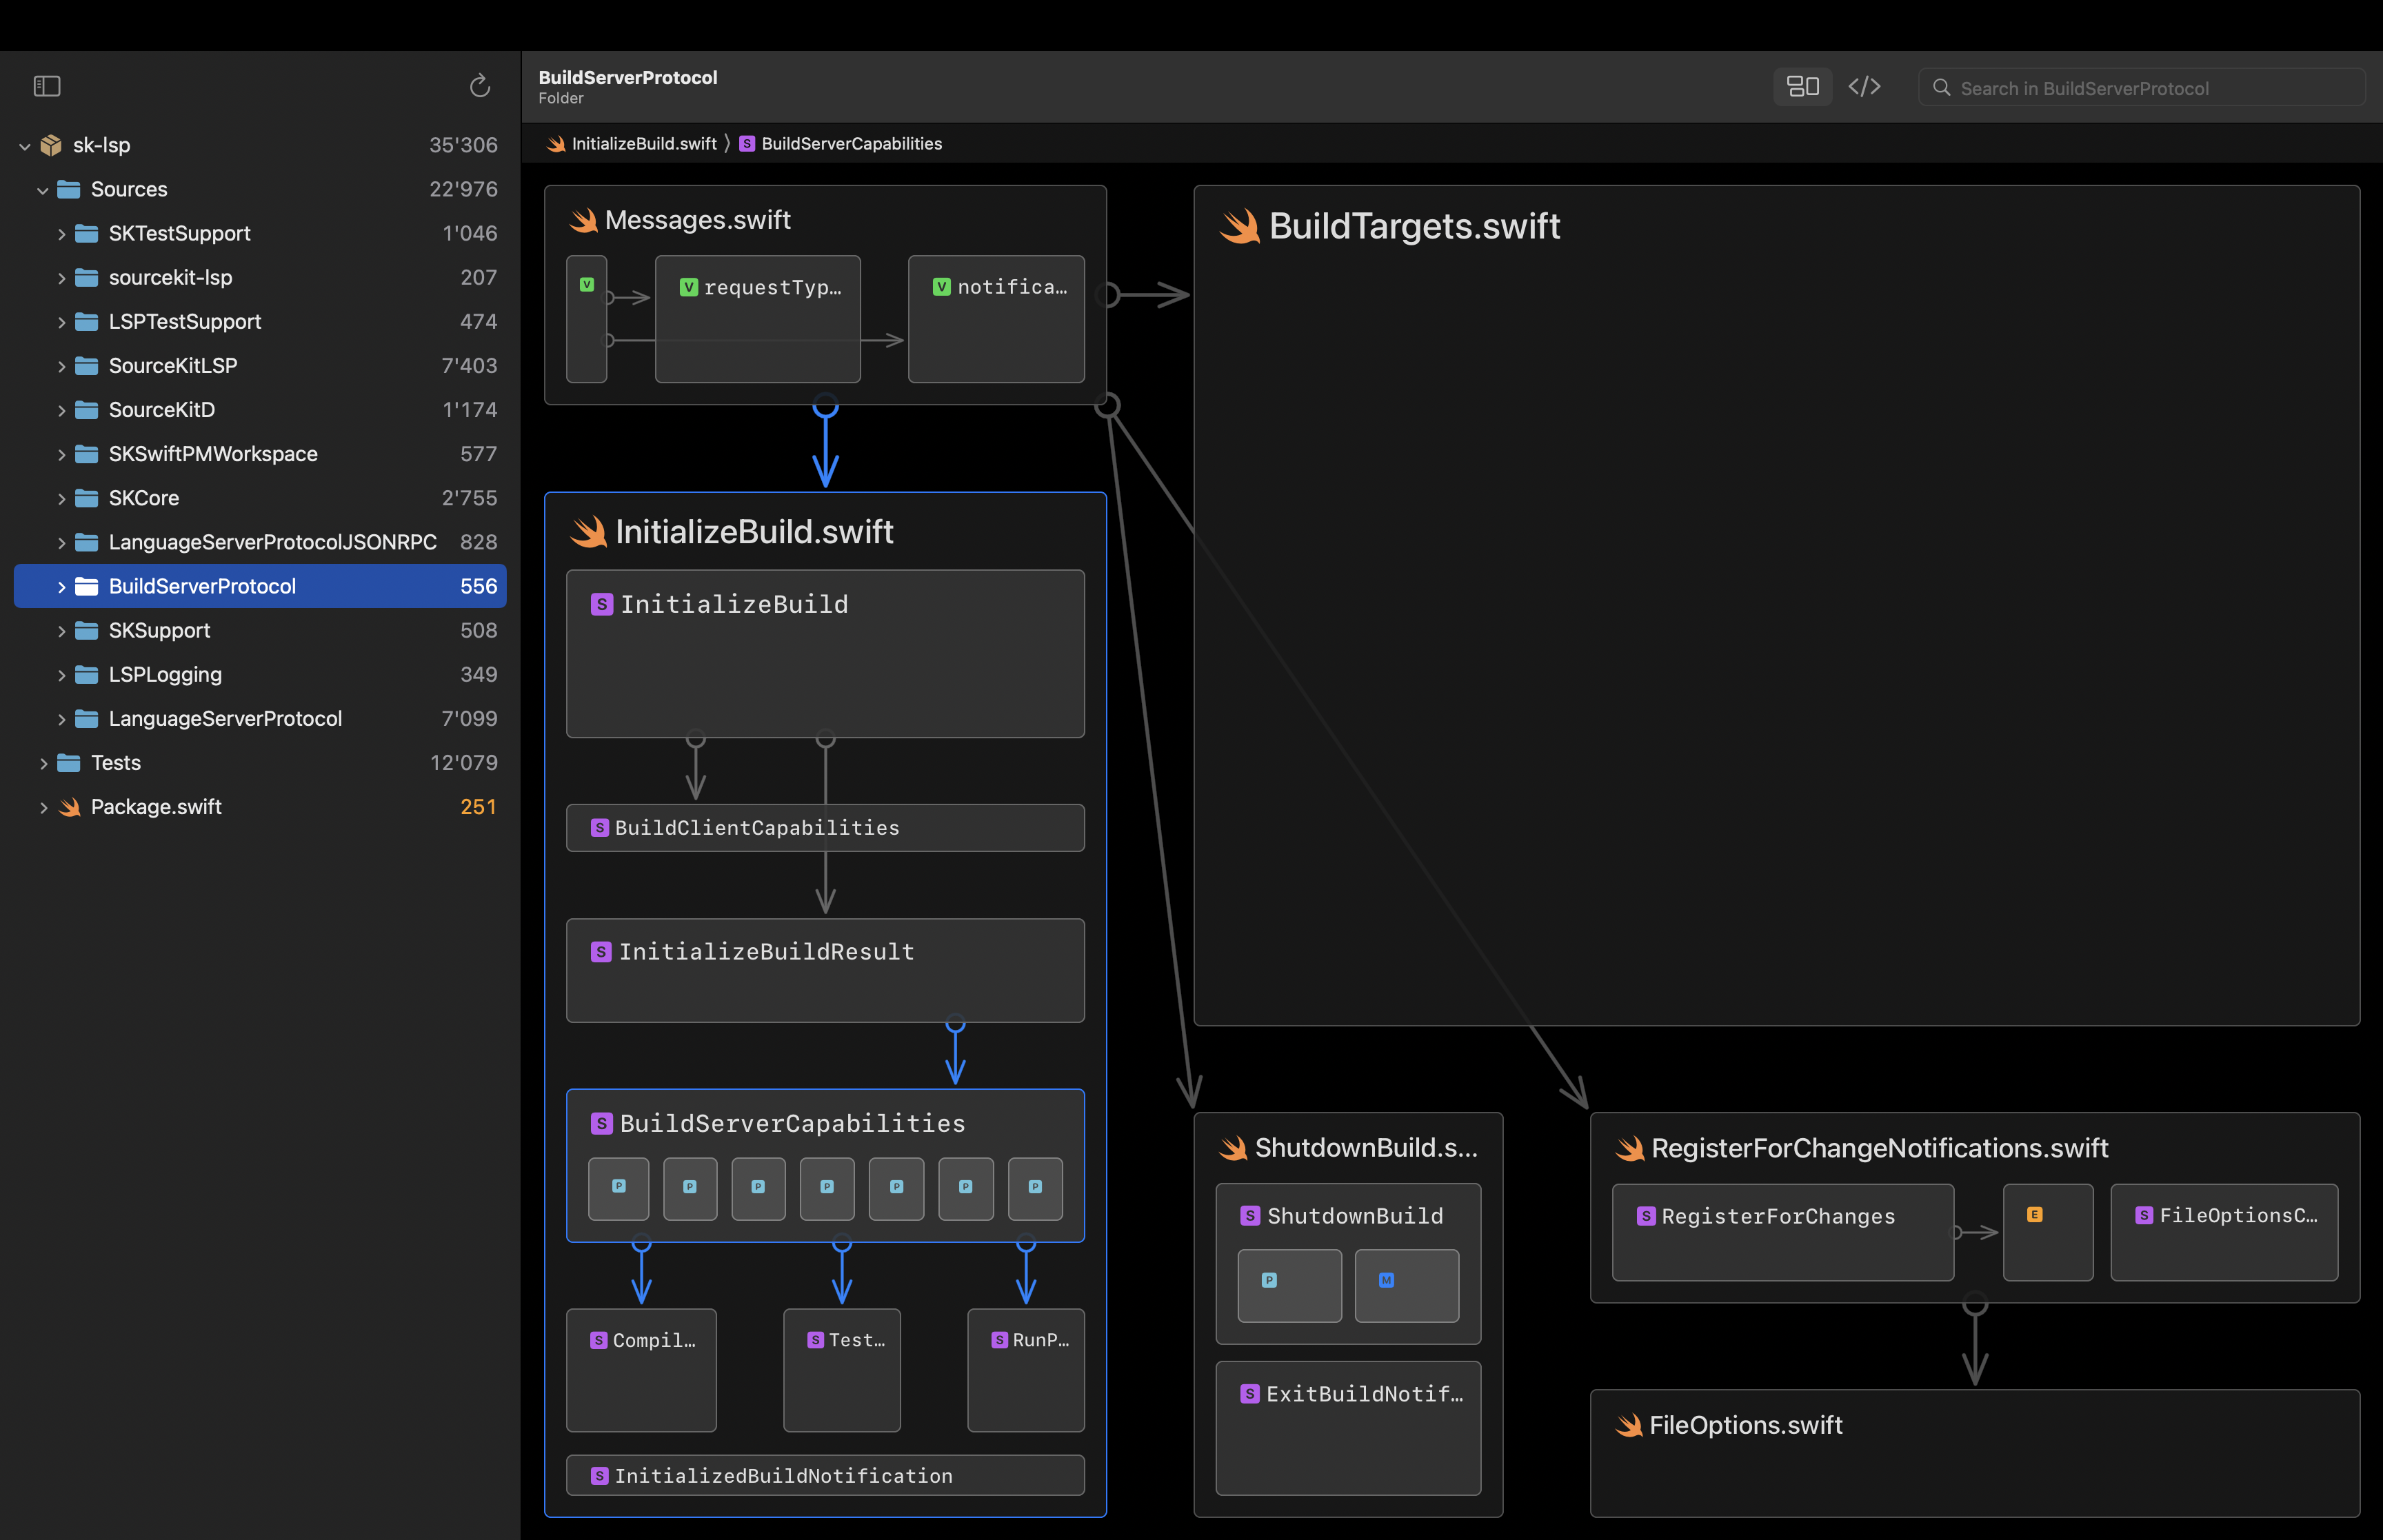 sk-lsp 35'306
Sources 22'976
SKTestSupport 1'046
sourcekit-lsp 207
LSPTestSupport 474
SourceKitLSP 7'403
SourceKitD 1'174
SKSwiftPMWorkspace 577
SKCore 2'755
LanguageServerProtocolJSONRPC 828
BuildServerProtocol 556
SKSupport 508
LSPLogging 349
LanguageServerProtocol 7'099
Tests 12'079
Package.swift 251
BuildServerProtocol
Folder
Search in BuildServerProtocol
InitializeBuild.swift 〉 S BuildServerCapabilities
Messages.swift
V
V requestTyp…
V notifica…
BuildTargets.swift
InitializeBuild.swift
S InitializeBuild
S BuildClientCapabilities
S InitializeBuildResult
S BuildServerCapabilities
P P P P P P P
S Compil…
S Test…
S RunP…
S InitializedBuildNotification
ShutdownBuild.s…
S ShutdownBuild
P M
S ExitBuildNotif…
RegisterForChangeNotifications.swift
S RegisterForChanges
E
S FileOptionsC…
FileOptions.swift